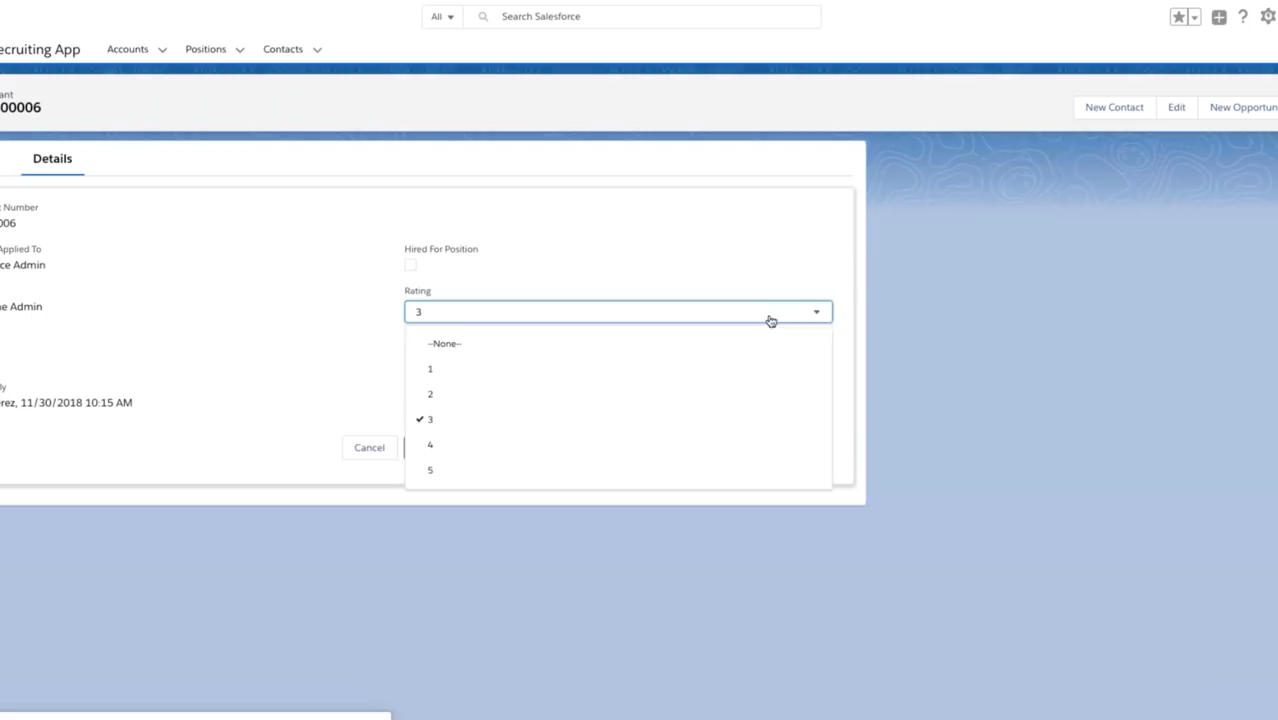 All
Search Salesforce
ecruiting App
Accounts
Positions
Contacts
ant
00006
New Contact
Edit
New Opportun
Details
t Number
006
Applied To
ce Admin
Hired For Position
Rating
ne Admin
3
--None--
1
2
3
4
5
ly
rez, 11/30/2018 10:15 AM
Cancel